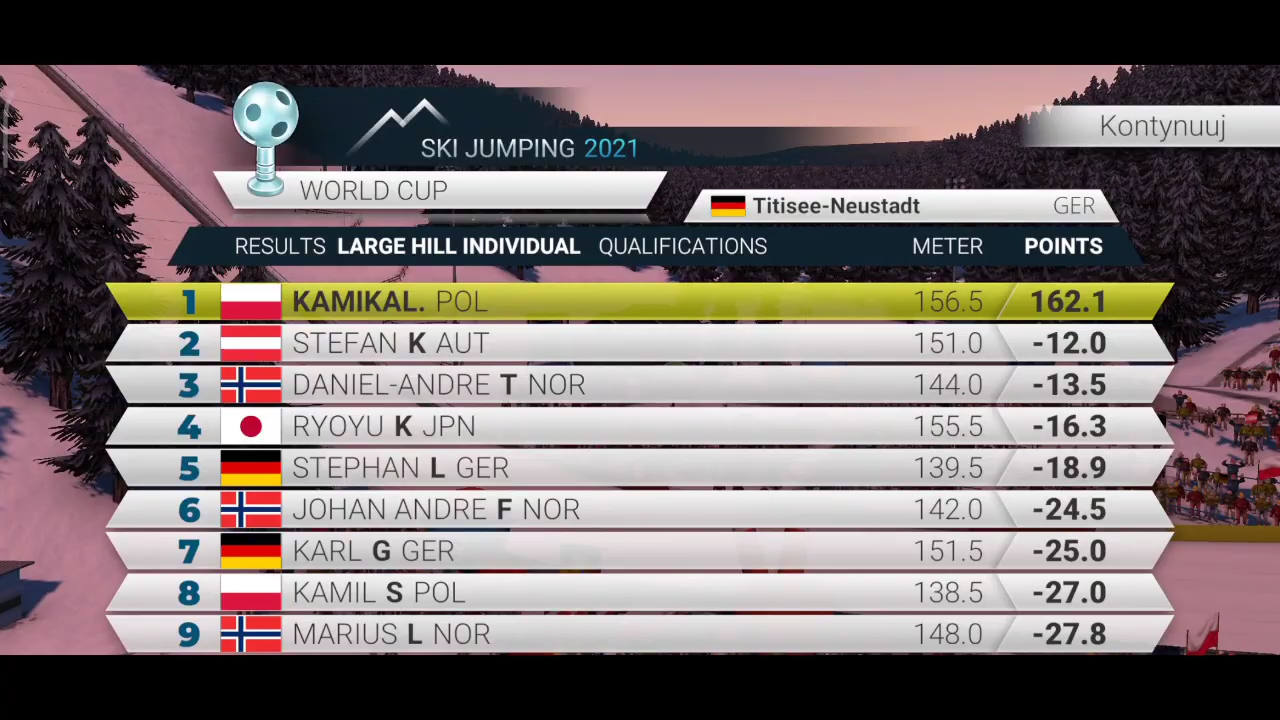 SKI JUMPING 2021
Kontynuuj
WORLD CUP
Titisee-Neustadt GER
RESULTS LARGE HILL INDIVIDUAL QUALIFICATIONS METER POINTS
1 KAMIKAL. POL 156.5 162.1
2 STEFAN K AUT 151.0 -12.0
3 DANIEL-ANDRE T NOR 144.0 -13.5
4 RYOYU K JPN 155.5 -16.3
5 STEPHAN L GER 139.5 -18.9
6 JOHAN ANDRE F NOR 142.0 -24.5
7 KARL G GER 151.5 -25.0
8 KAMIL S POL 138.5 -27.0
9 MARIUS L NOR 148.0 -27.8